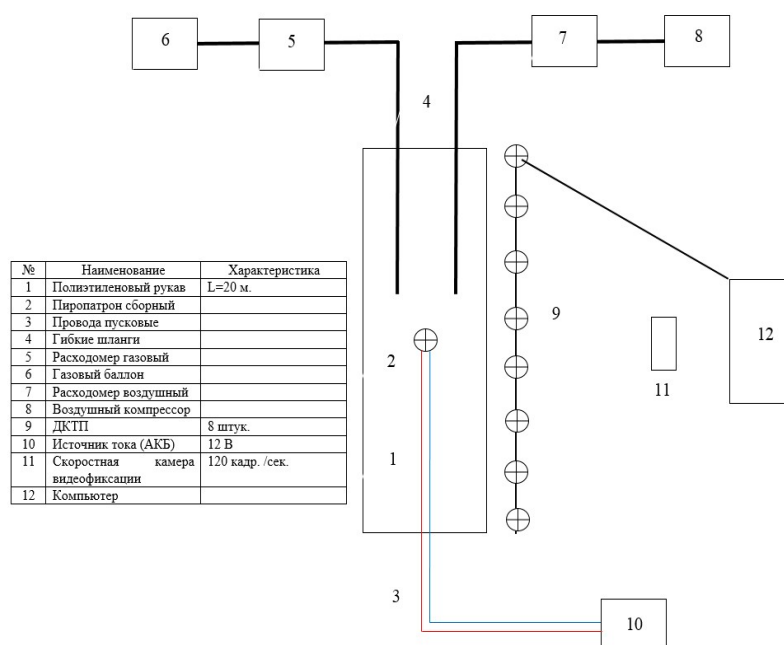 6
5
7
8
4
№ Наименование Характеристика
1 Полиэтиленовый рукав L=20 м.
2 Пиропатрон сборный
3 Провода пусковые
4 Гибкие шланги
5 Расходомер газовый
6 Газовый баллон
7 Расходомер воздушный
8 Воздушный компрессор
9 ДКТП 8 штук.
10 Источник тока (АКБ) 12 В
11 Скоростная камера 120 кадр. /сек.
видеофиксации
12 Компьютер
9
12
2
11
1
3
10